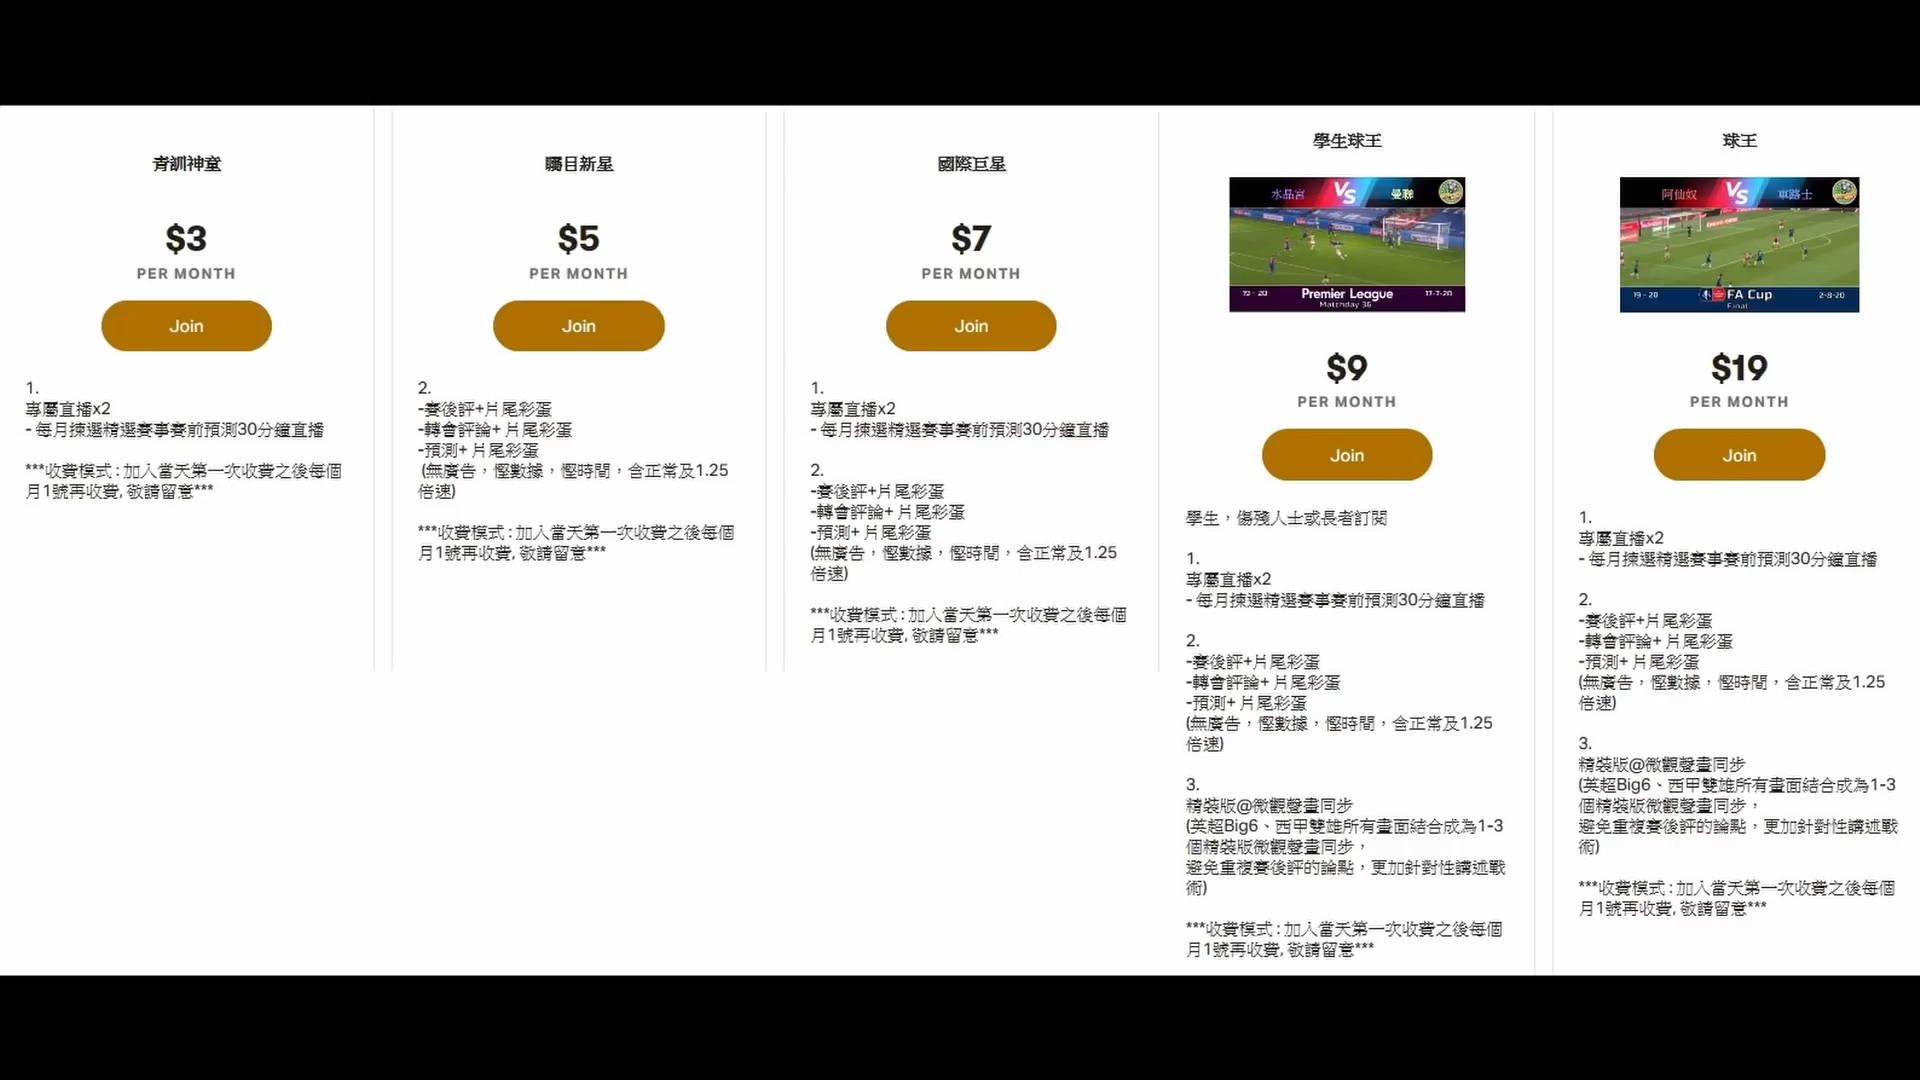 青訓神童
$3
PER MONTH
Join
1.
專屬直播x2
- 每月揀選精選賽事賽前預測30分鐘直播
***收費模式 : 加入當天第一次收費之後每個
月1號再收費, 敬請留意***
矚目新星
$5
PER MONTH
Join
2.
-賽後評+片尾彩蛋
-轉會評論+ 片尾彩蛋
-預測+ 片尾彩蛋
(無廣告，慳數據，慳時間，含正常及1.25
倍速)
***收費模式 : 加入當天第一次收費之後每個
月1號再收費, 敬請留意***
國際巨星
$7
PER MONTH
Join
1.
專屬直播x2
- 每月揀選精選賽事賽前預測30分鐘直播
2.
-賽後評+片尾彩蛋
-轉會評論+ 片尾彩蛋
-預測+ 片尾彩蛋
(無廣告，慳數據，慳時間，含正常及1.25
倍速)
***收費模式 : 加入當天第一次收費之後每個
月1號再收費, 敬請留意***
學生球王
水晶宮 VS 曼聯
19 - 20 Premier League 17-7-20
Matchday 36
$9
PER MONTH
Join
學生，傷殘人士或長者訂閱
1.
專屬直播x2
- 每月揀選精選賽事賽前預測30分鐘直播
2.
-賽後評+片尾彩蛋
-轉會評論+ 片尾彩蛋
-預測+ 片尾彩蛋
(無廣告，慳數據，慳時間，含正常及1.25
倍速)
3.
精裝版@微觀聲畫同步
(英超Big6、西甲雙雄所有畫面結合成為1-3
個精裝版微觀聲畫同步，
避免重複賽後評的論點，更加針對性講述戰
術)
***收費模式 : 加入當天第一次收費之後每個
月1號再收費, 敬請留意***
球王
阿仙奴 VS 車路士
19 - 20 FA Cup 2-8-20
Final
$19
PER MONTH
Join
1.
專屬直播x2
- 每月揀選精選賽事賽前預測30分鐘直播
2.
-賽後評+片尾彩蛋
-轉會評論+ 片尾彩蛋
-預測+ 片尾彩蛋
(無廣告，慳數據，慳時間，含正常及1.25
倍速)
3.
精裝版@微觀聲畫同步
(英超Big6、西甲雙雄所有畫面結合成為1-3
個精裝版微觀聲畫同步，
避免重複賽後評的論點，更加針對性講述戰
術)
***收費模式 : 加入當天第一次收費之後每個
月1號再收費, 敬請留意***